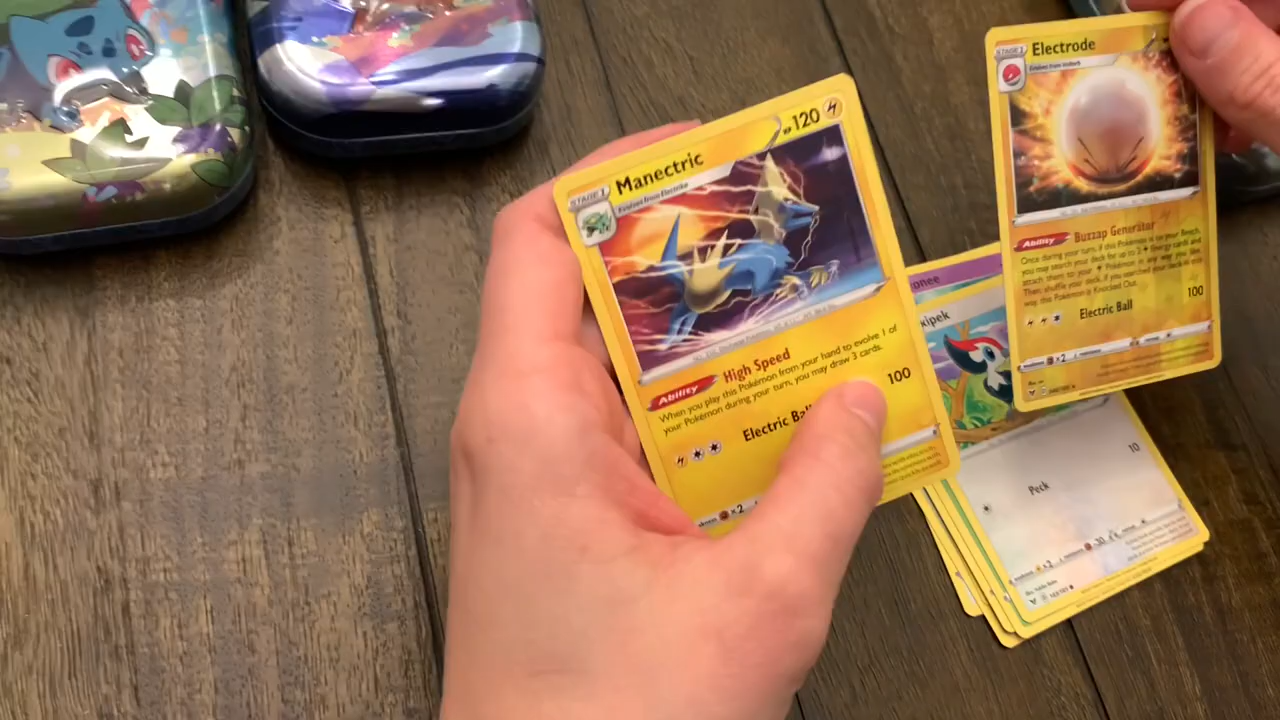 STAGE 1
Manectric
120
Evolves from Electrike
Ability High Speed
When you play this Pokémon from your hand to evolve 1 of
your Pokémon during your turn, you may draw 3 cards.
Electric Ba
100
×2
STAGE 1
Electrode
Evolves from Voltorb
Ability Buzzap Generator
Once during your turn, if this Pokémon is on your Bench,
you may search your deck for up to 2 Energy cards and
attach them to your Pokémon in any way you like.
Then, shuffle your deck. If you searched your deck in this
way, this Pokémon is Knocked Out.
Electric Ball
100
×2
onee
kipek
Peck
10
×2
-30